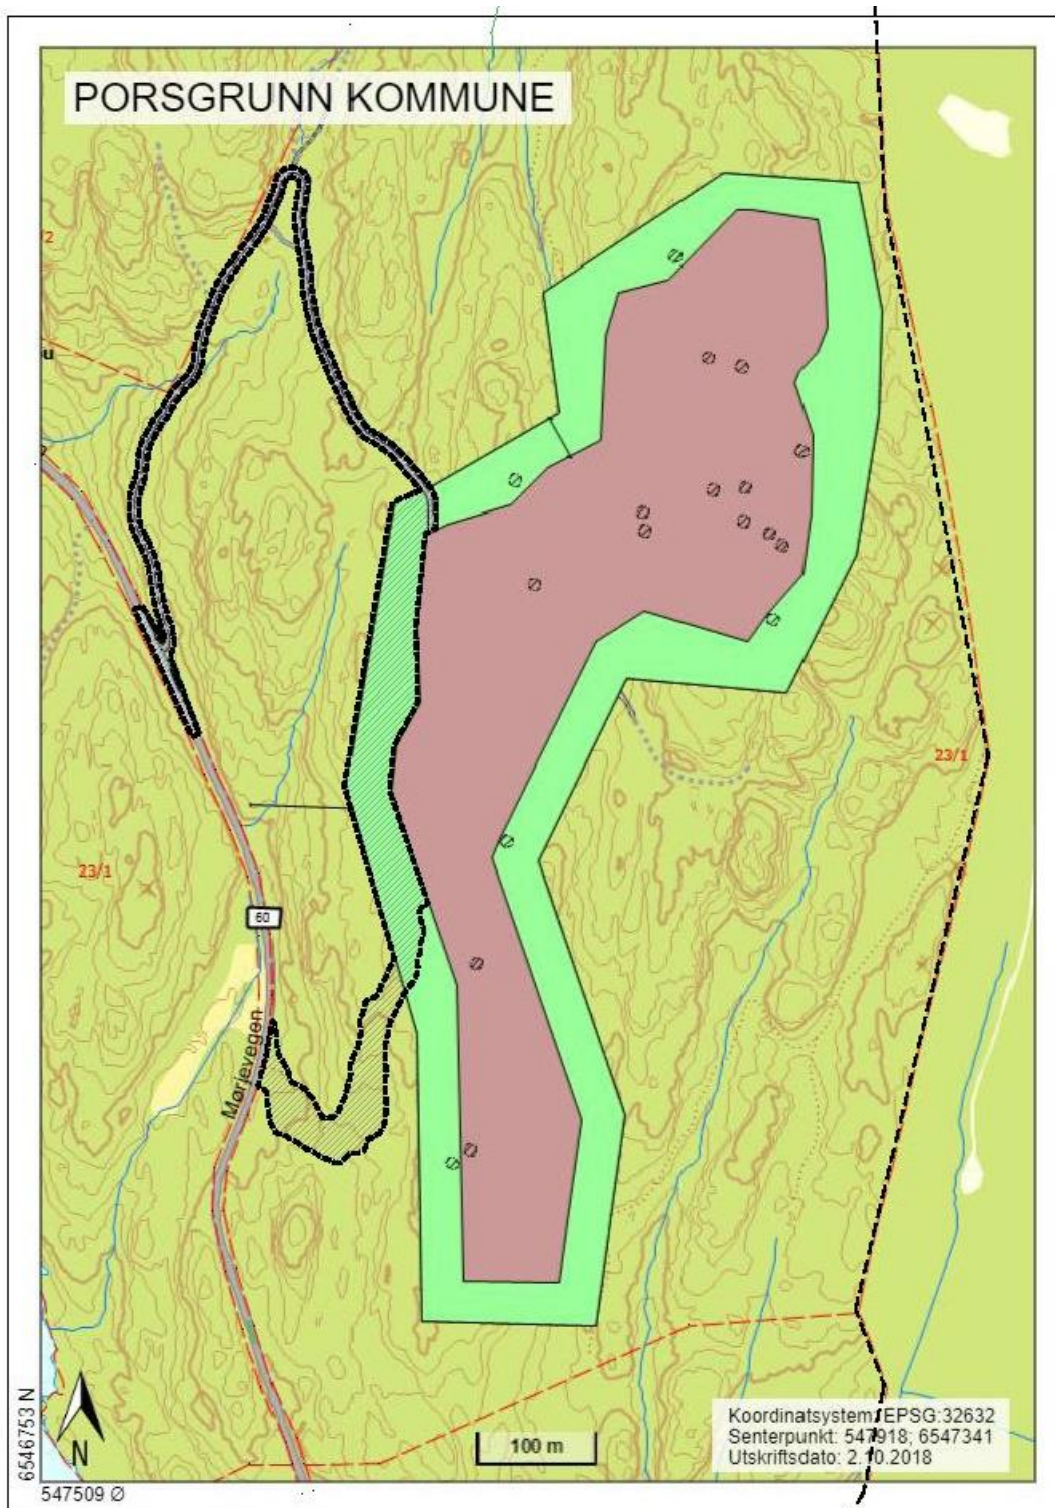 PORSGRUNN KOMMUNE
/2
u
23/1
23/1
60
Mørjevegen
100 m
N
6546753 N
547509 Ø
Koordinatsystem: EPSG:32632
Senterpunkt: 547918; 6547341
Utskriftsdato: 2.10.2018